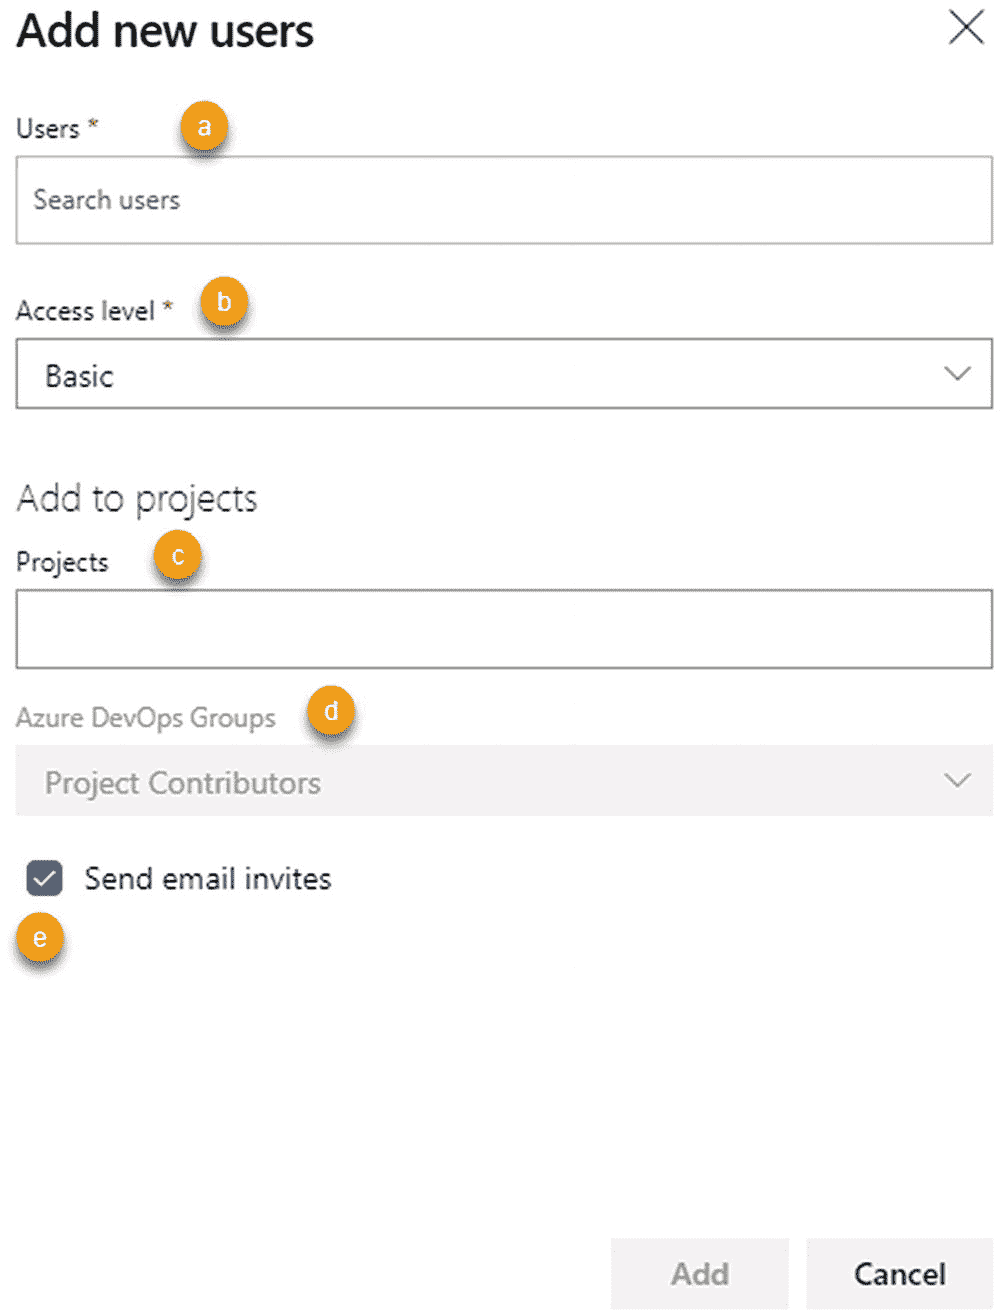 Add new users
Users * a
Search users
Access level * b
Basic
Add to projects
Projects c
Azure DevOps Groups d
Project Contributors
Send email invites
e
Add Cancel